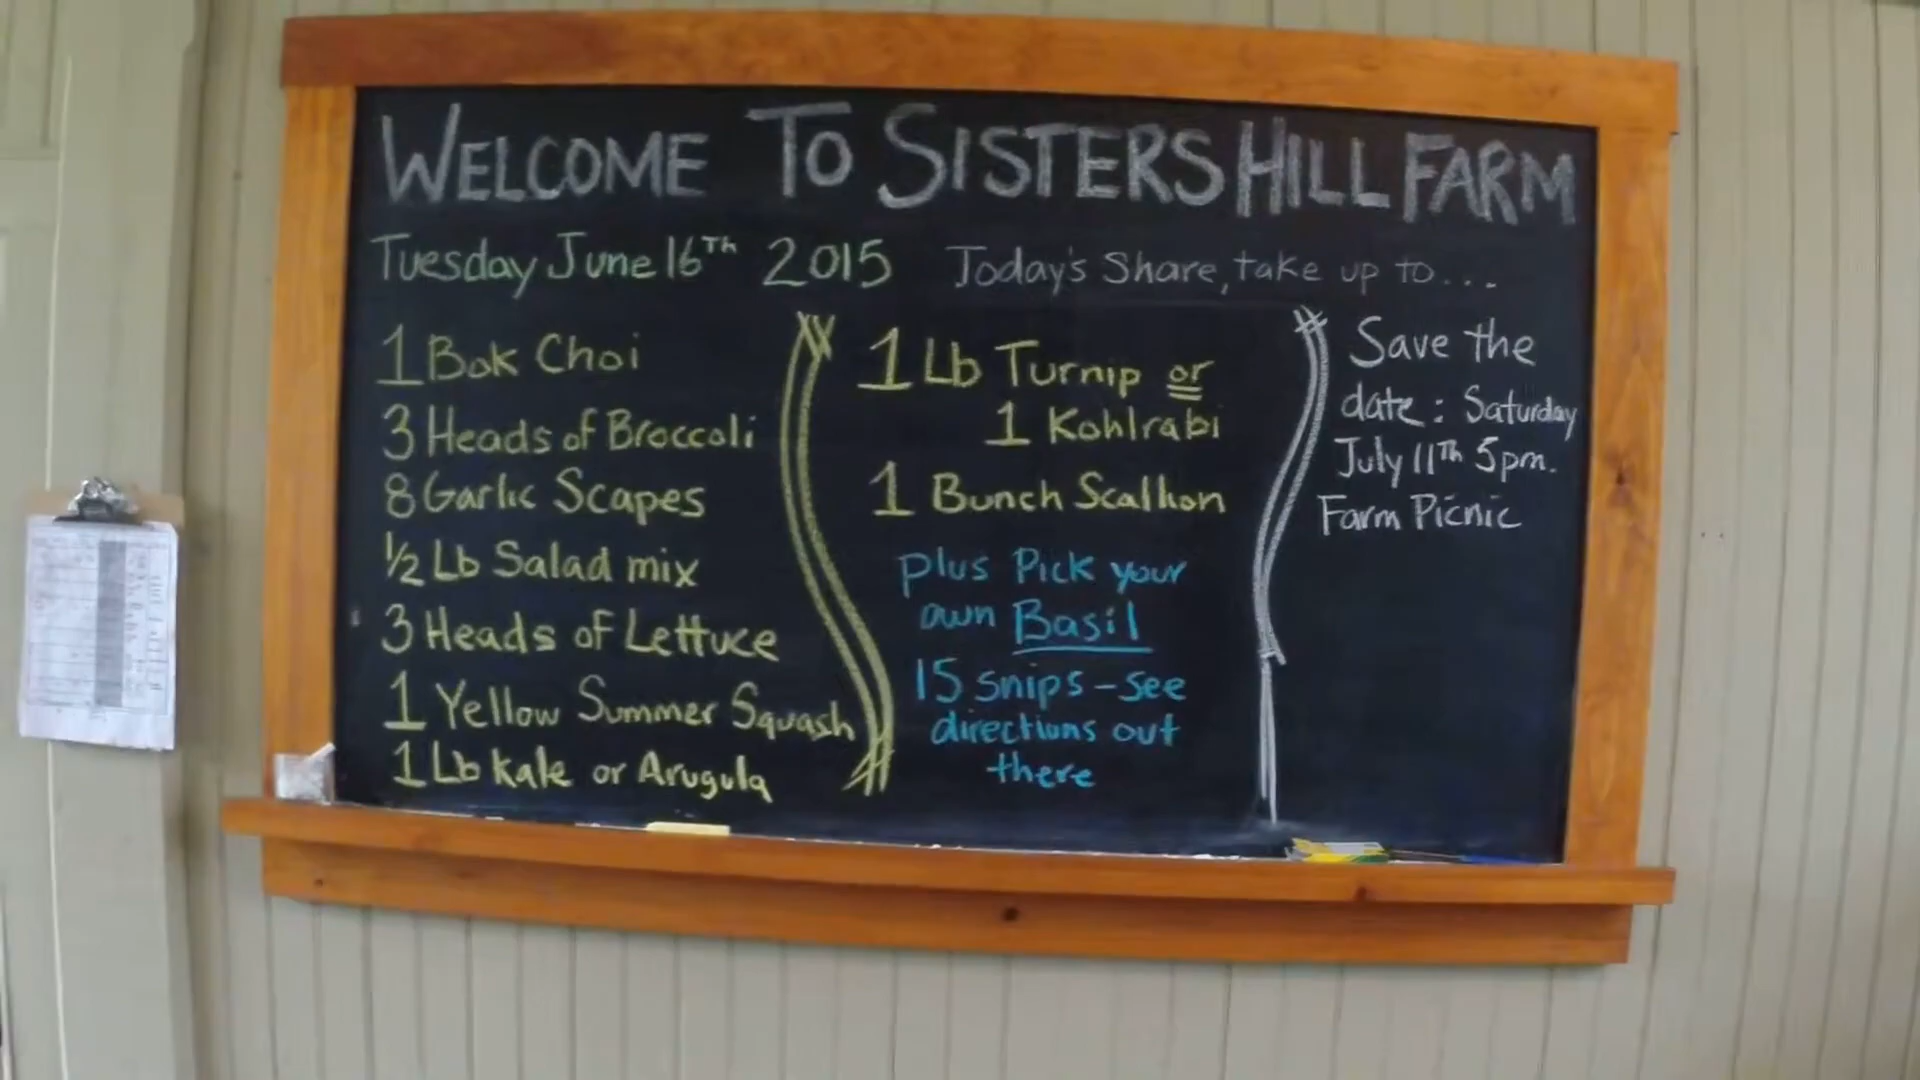 WELCOME TO SISTERS HILL FARM
Tuesday June 16Th 2015
Today's Share, take up to...
1 Bok Choi
3 Heads of Broccoli
8 Garlic Scapes
½ Lb Salad mix
3 Heads of Lettuce
1 Yellow Summer Squash
1 Lb Kale or Arugula
1 Lb Turnip or
1 Kohlrabi
1 Bunch Scallion
plus Pick your
own Basil
15 snips - see
directions out
there
Save the
date: Saturday
July 11Th 5pm.
Farm Picnic